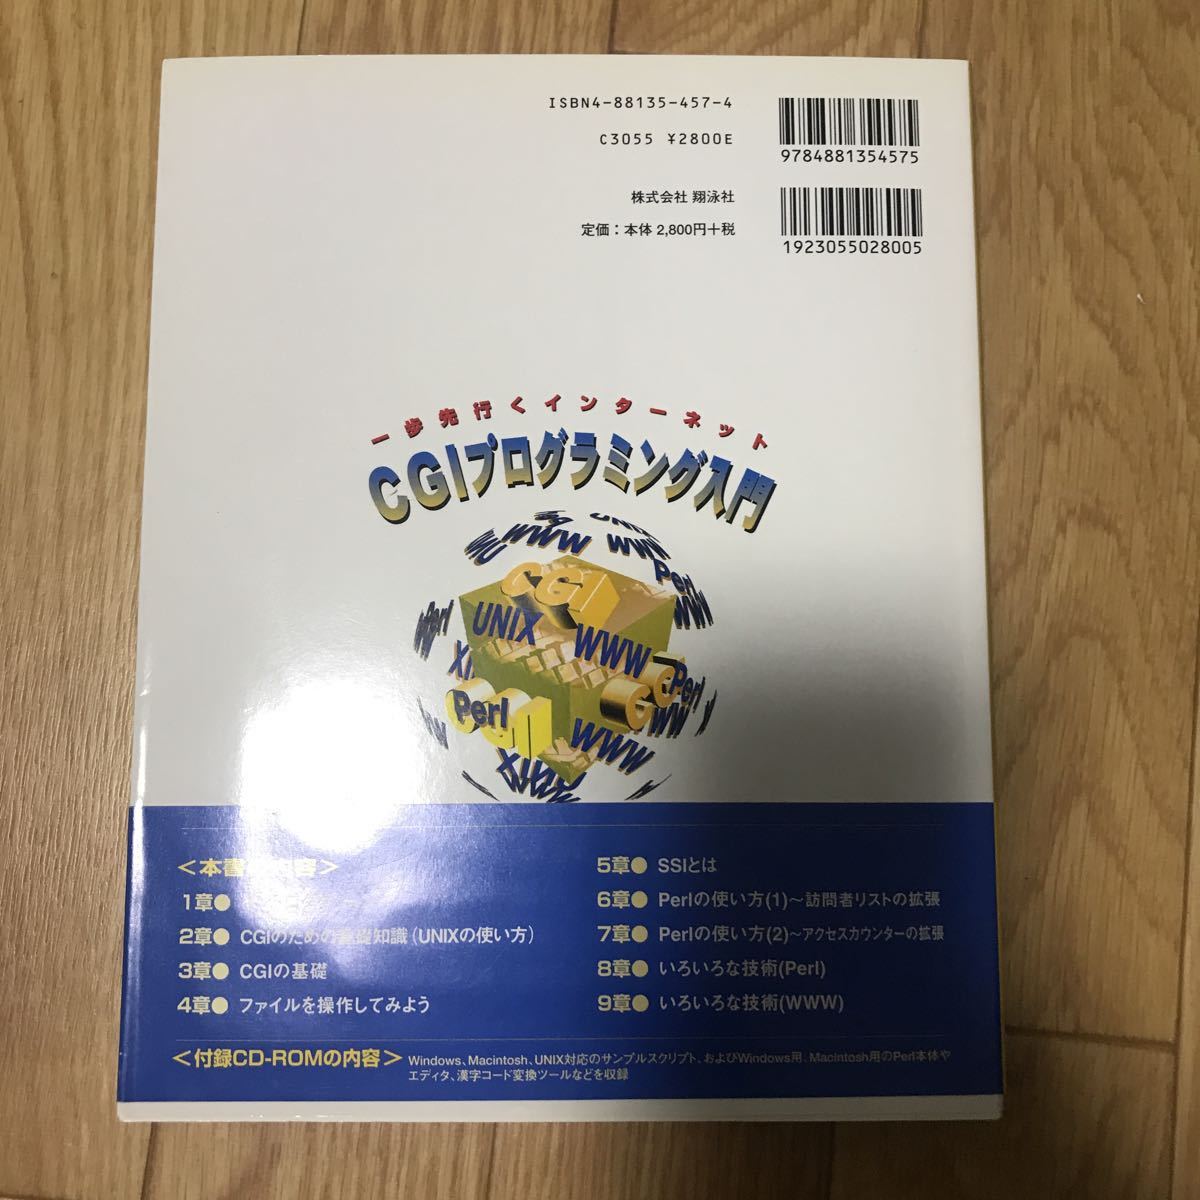 ISBN4-88135-457-4
C3055 ¥2800E
9784881354575
株式会社 翔泳社
定価：本体 2,800円+税
1923055028005
一歩先行くインターネット
CGIプログラミング入門
UNIX
WWW WWW
Perl
CGI
WWW
Perl
UNIX WWW
Perl
Perl
WWW
WWW
＜本書 容＞
1章●
2章● CGIのための基礎知識（UNIXの使い方）
3章● CGIの基礎
4章● ファイルを操作してみよう
5章● SSIとは
6章● Perlの使い方(1)～訪問者リストの拡張
7章● Perlの使い方(2)～アクセスカウンターの拡張
8章● いろいろな技術(Perl)
9章● いろいろな技術(WWW)
＜付録CD-ROMの内容＞ Windows、Macintosh、UNIX対応のサンプルスクリプト、およびWindows用、Macintosh用のPerl本体や
エディタ、漢字コード変換ツールなどを収録